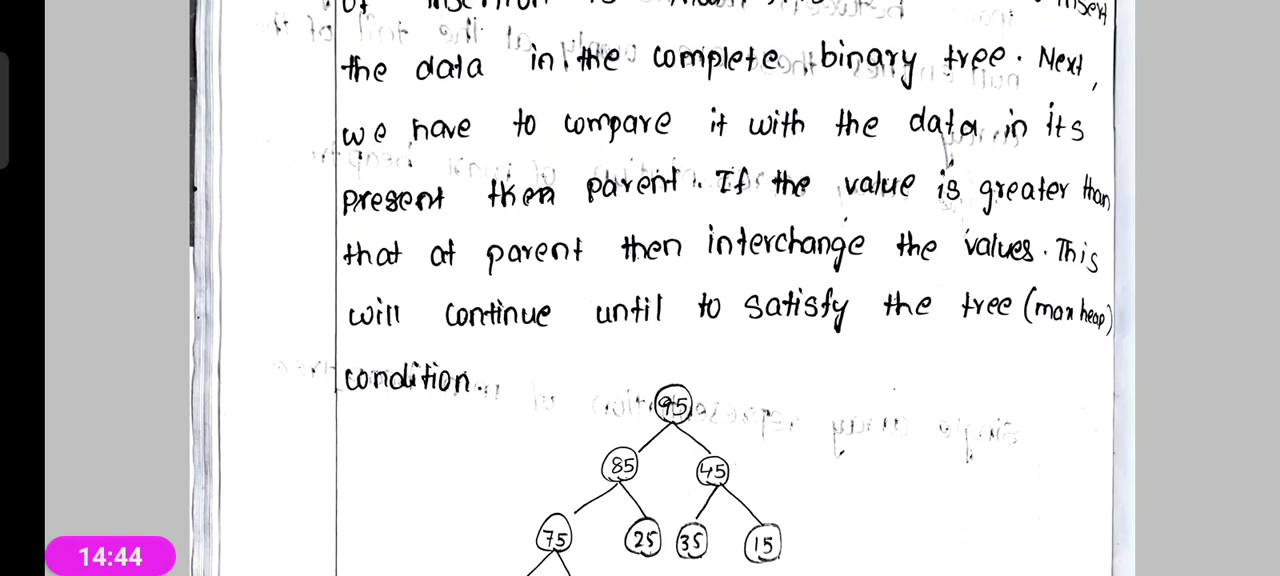 the data in the complete binary tree. Next,
we have to compare it with the data in its
present then parent. If the value is greater than
that at parent then interchange the values. This
will continue until to satisfy the tree (max heap)
condition.
95
85 45
75 25 35 15
14:44